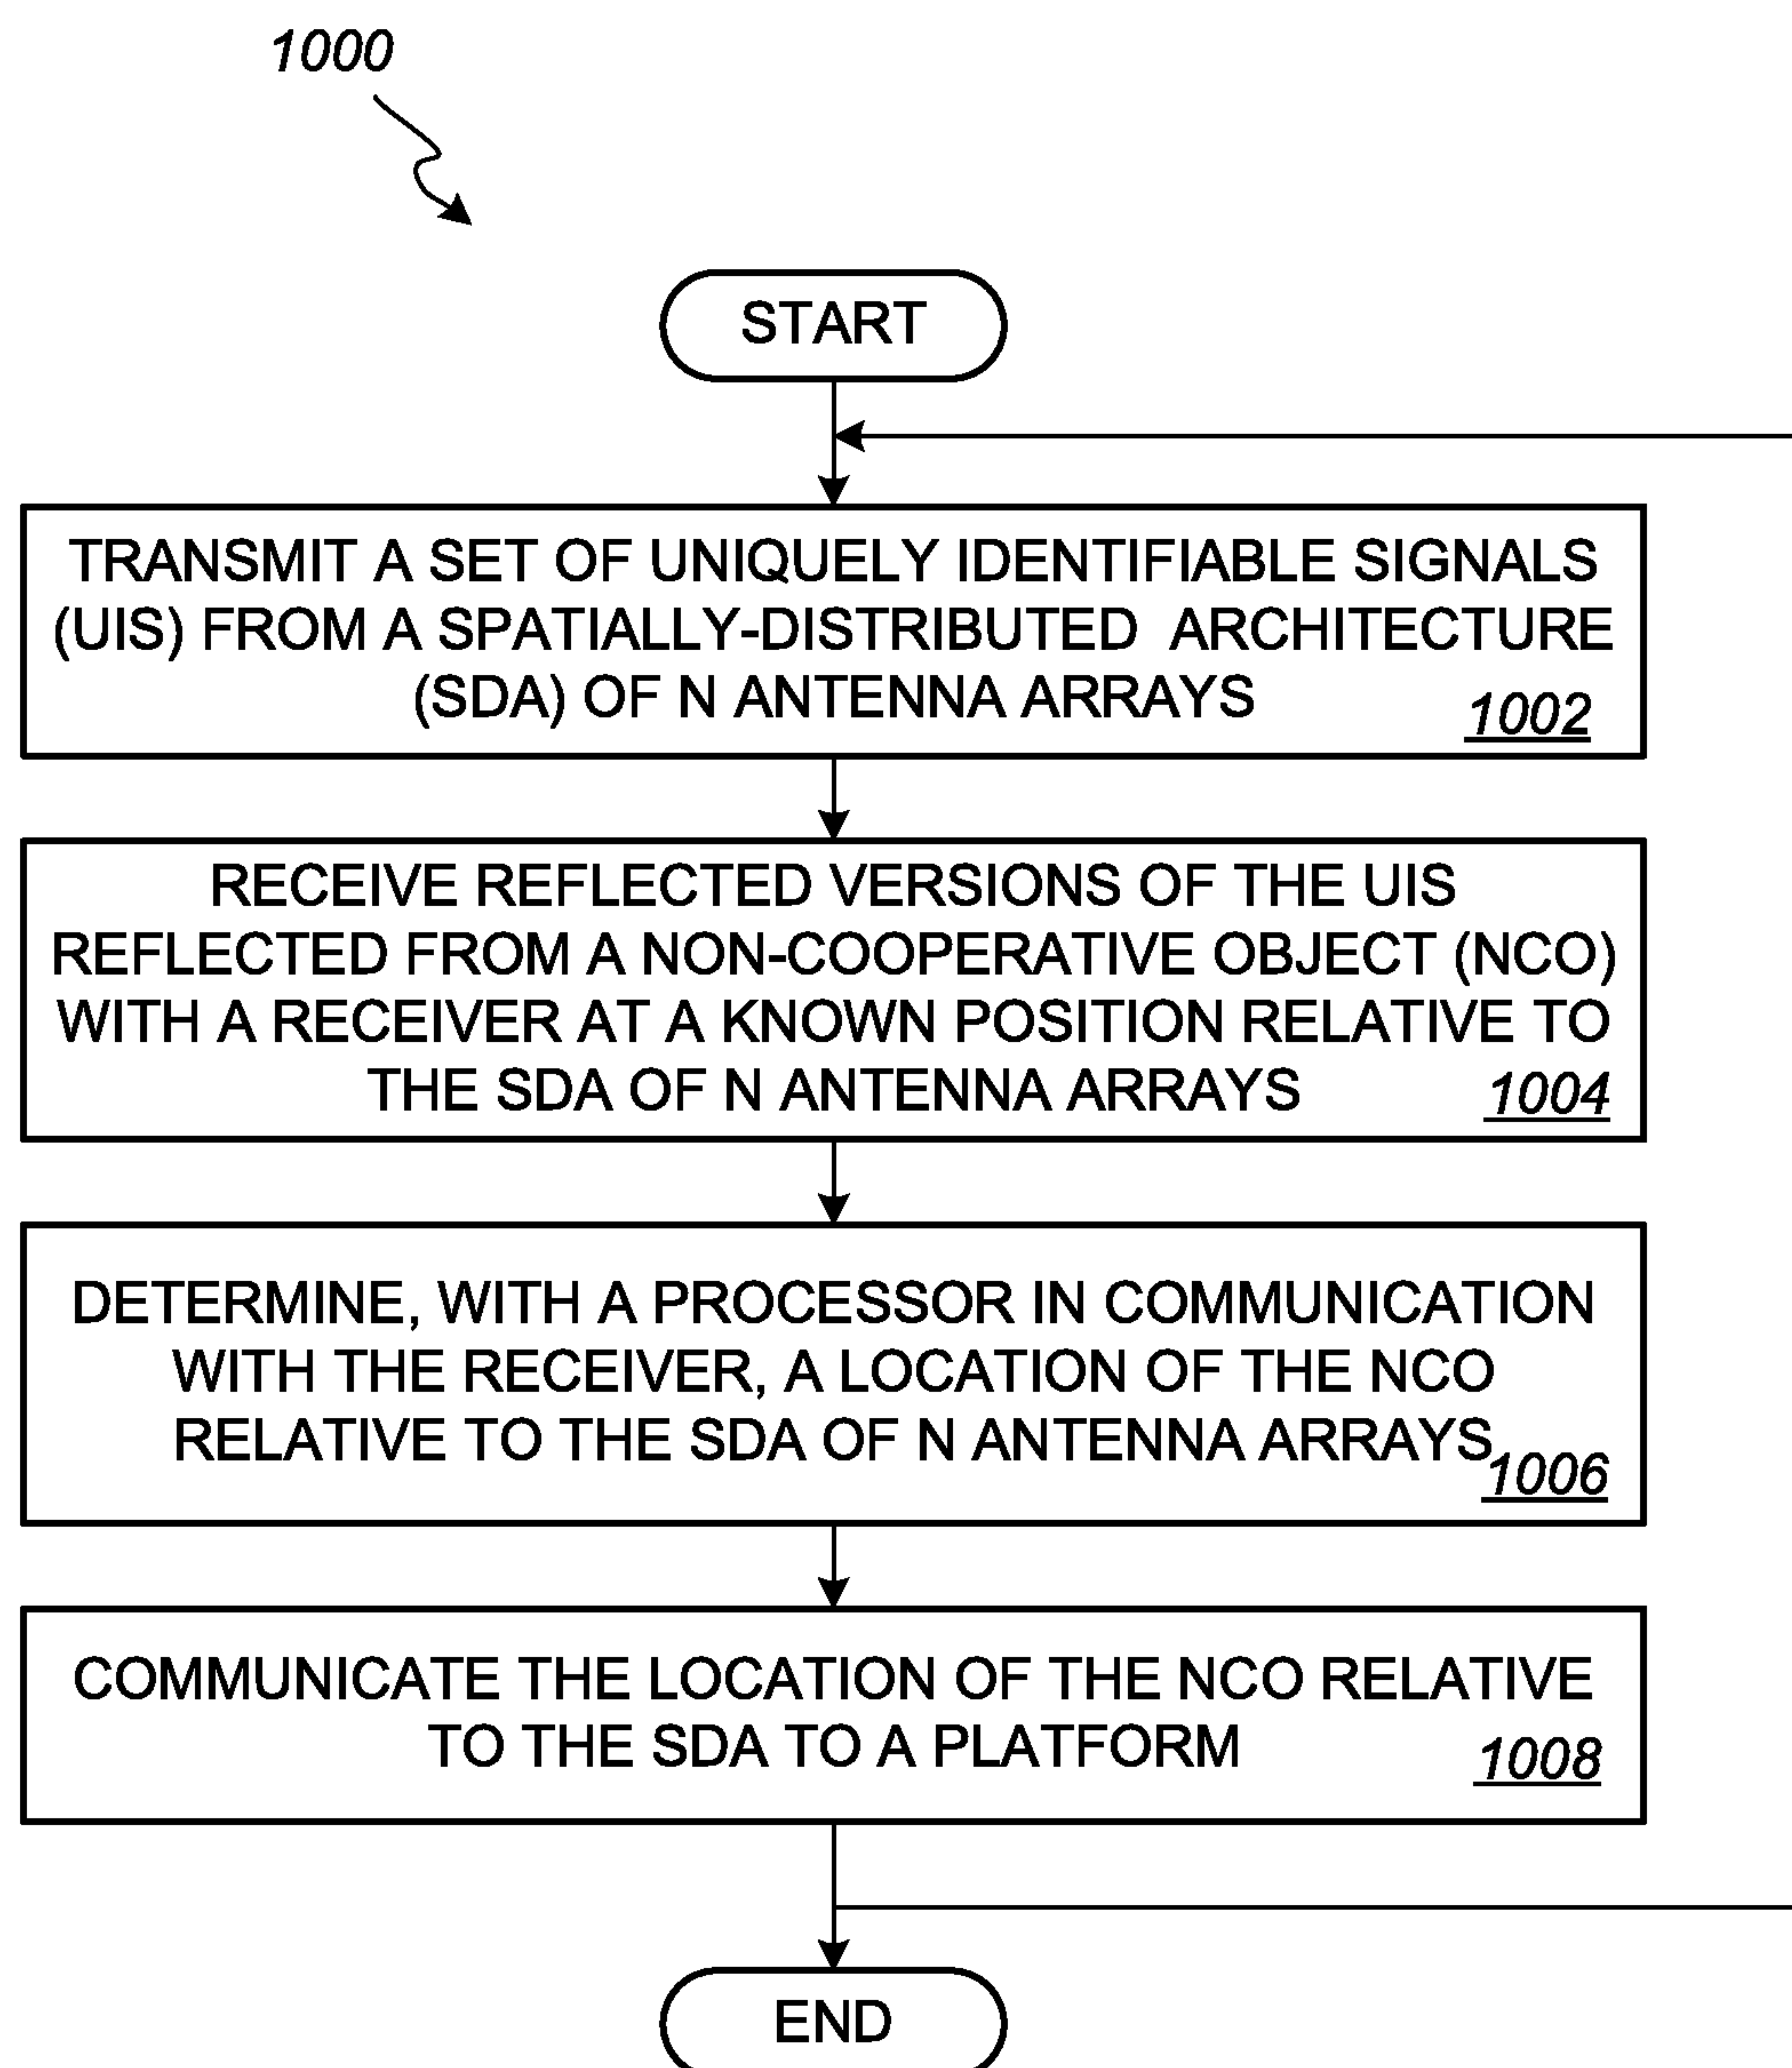 1000
START
TRANSMIT A SET OF UNIQUELY IDENTIFIABLE SIGNALS
(UIS) FROM A SPATIALLY-DISTRIBUTED ARCHITECTURE
(SDA) OF N ANTENNA ARRAYS
1002
RECEIVE REFLECTED VERSIONS OF THE UIS
REFLECTED FROM A NON-COOPERATIVE OBJECT (NCO)
WITH A RECEIVER AT A KNOWN POSITION RELATIVE TO
THE SDA OF N ANTENNA ARRAYS
1004
DETERMINE, WITH A PROCESSOR IN COMMUNICATION
WITH THE RECEIVER, A LOCATION OF THE NCO
RELATIVE TO THE SDA OF N ANTENNA ARRAYS
1006
COMMUNICATE THE LOCATION OF THE NCO RELATIVE
TO THE SDA TO A PLATFORM
1008
END